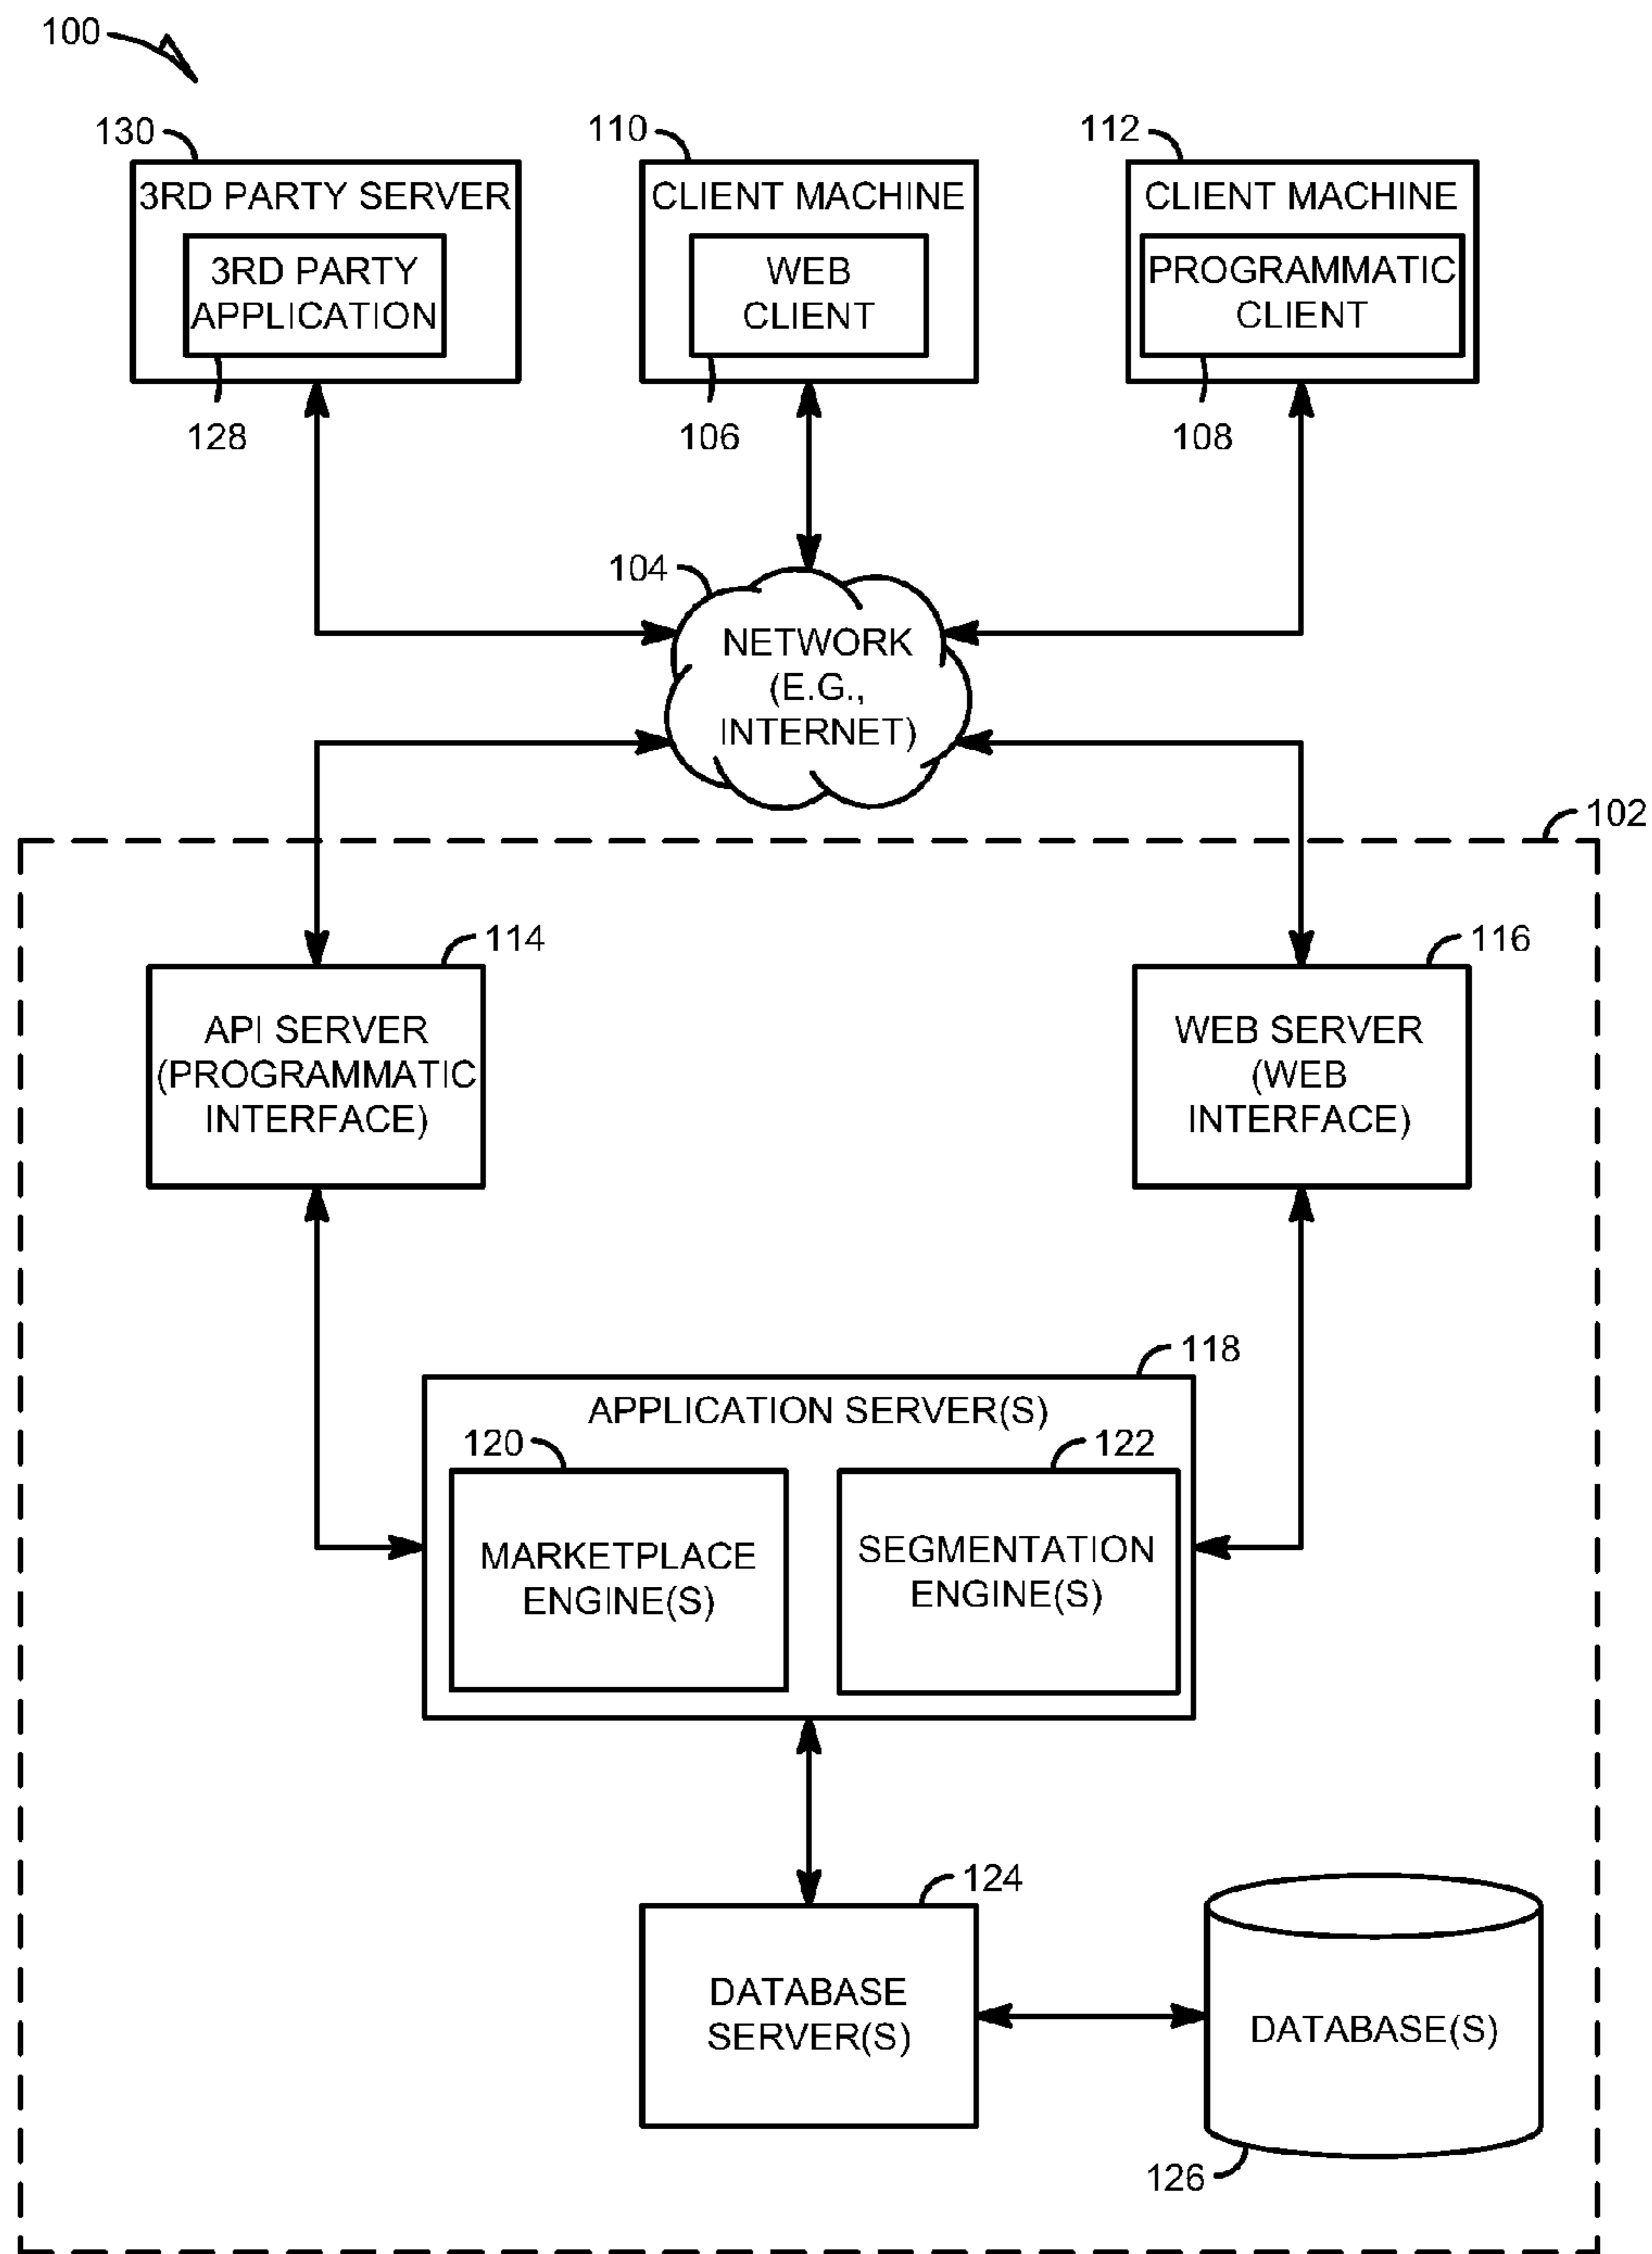 100
130
110
112
3RD PARTY SERVER
3RD PARTY
APPLICATION
CLIENT MACHINE
WEB
CLIENT
CLIENT MACHINE
PROGRAMMATIC
CLIENT
128
106
108
104
NETWORK
(E.G.,
INTERNET)
102
114
116
API SERVER
(PROGRAMMATIC
INTERFACE)
WEB SERVER
(WEB
INTERFACE)
118
APPLICATION SERVER(S)
120
122
MARKETPLACE
ENGINE(S)
SEGMENTATION
ENGINE(S)
124
DATABASE
SERVER(S)
DATABASE(S)
126